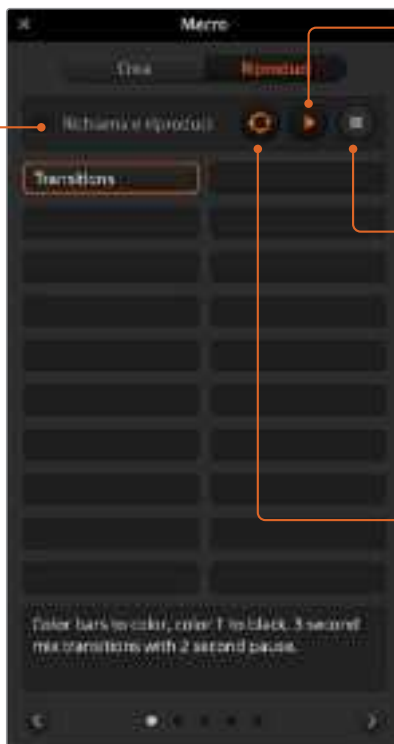 Macro
Crea
Riproduci
Richiama e riproduci
Transitions
Color bars to color, color 1 to black. 3 second
mix transitions with 2 second pause.